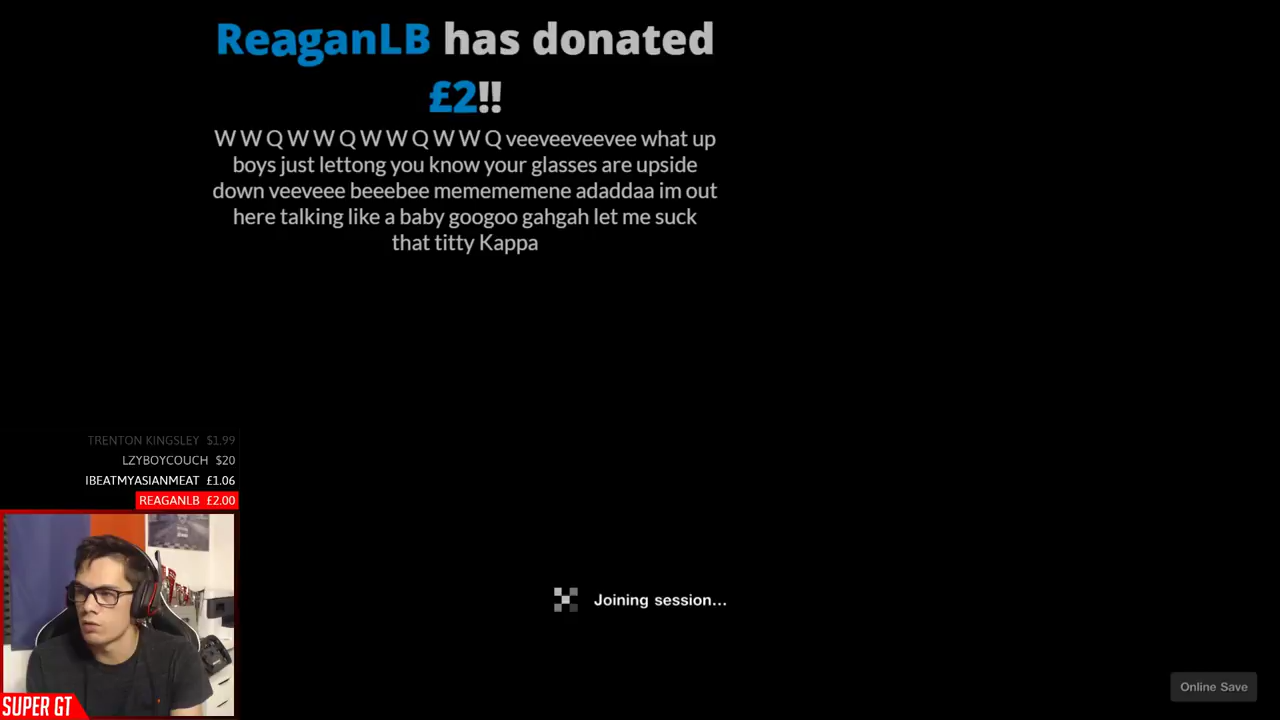 ReaganLB has donated
£2!!
W W Q W W Q W W Q W W Q veeveeveevee what up
boys just lettong you know your glasses are upside
down veeveee beeebee memememene adaddaa im out
here talking like a baby googoo gahgah let me suck
that titty Kappa
TRENTON KINGSLEY $1.99
LZYBOYCOUCH $20
IBEATMYASIANMEAT £1.06
REAGANLB £2.00
Joining session...
Online Save
SUPER GT